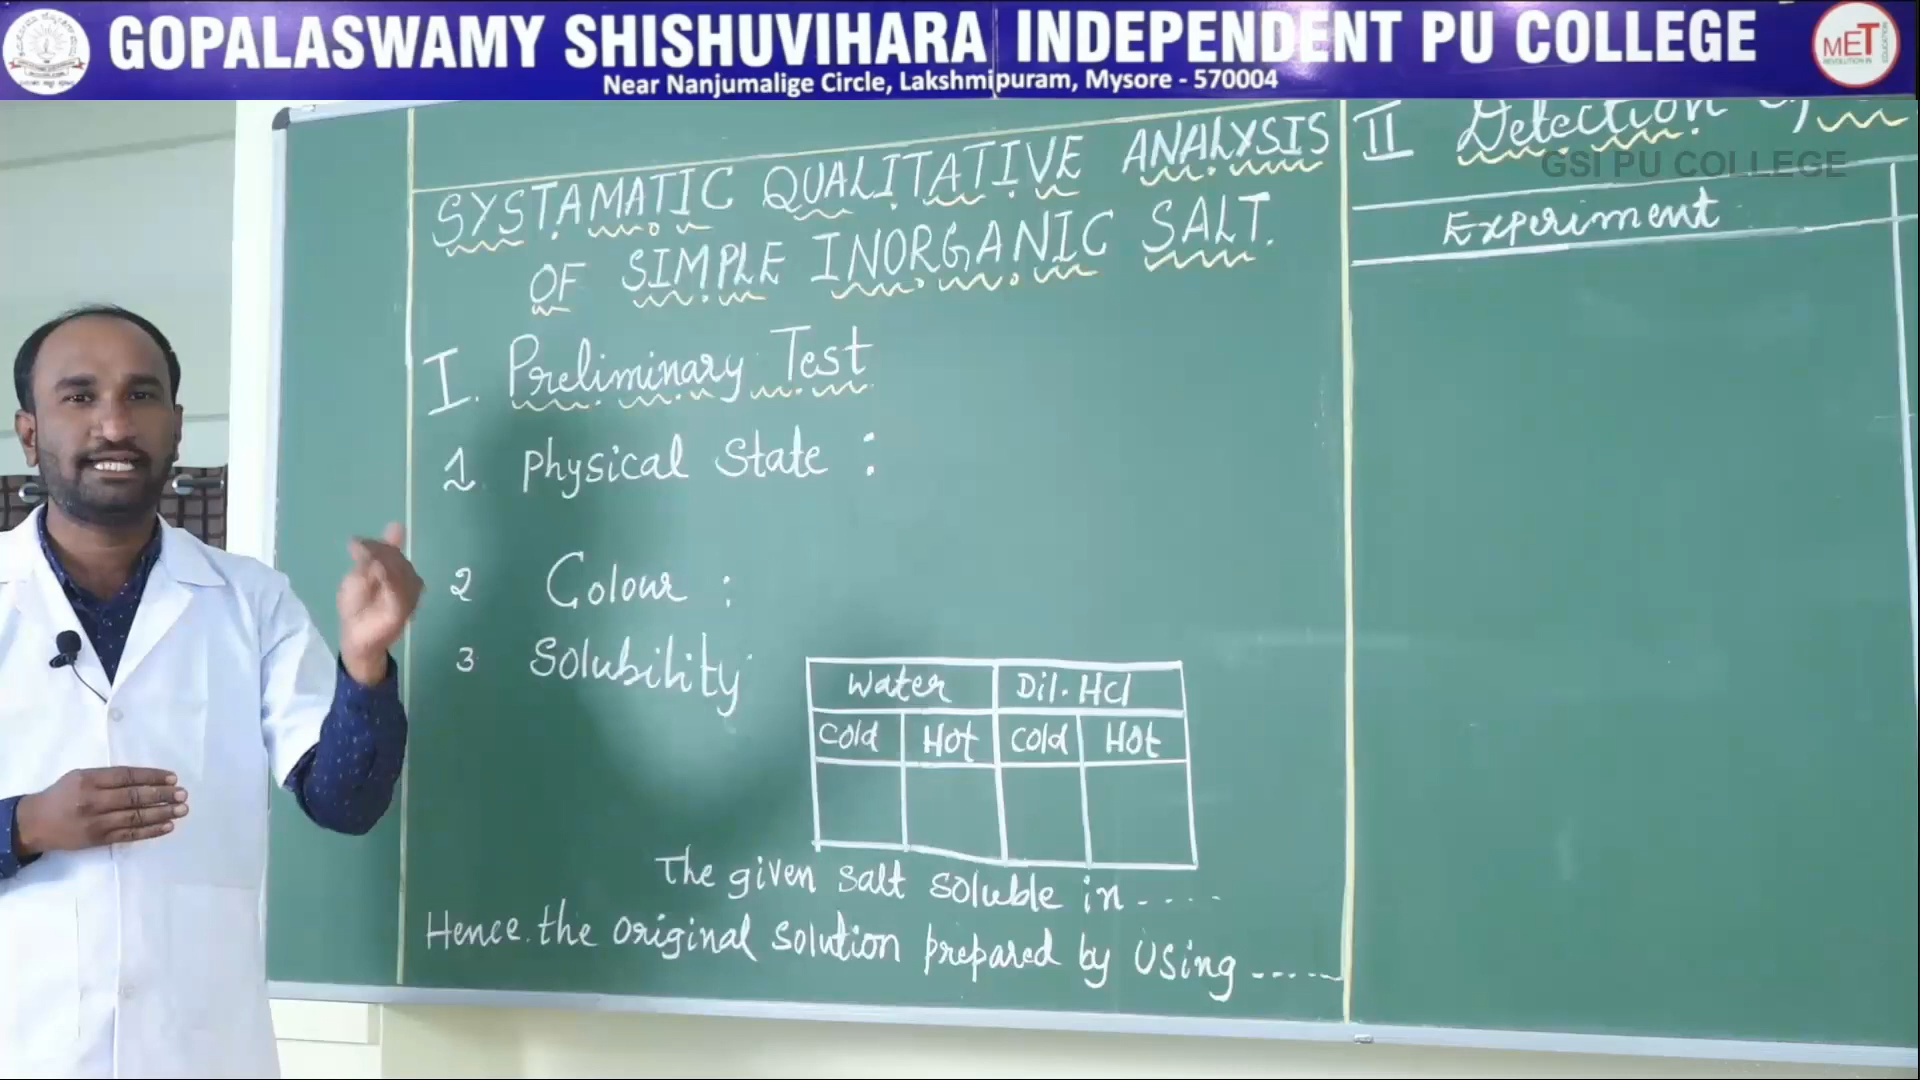 GOPALASWAMY SHISHUVIHARA INDEPENDENT PU COLLEGE
Near Nanjumalige Circle, Lakshmipuram, Mysore - 570004
MET
GSI PU COLLEGE
SYSTAMATIC QUALITATIVE ANALYSIS
OF SIMPLE INORGANIC SALT.
I. Preliminary Test
1. Physical State :
2 Colour :
3 Solubility
Water Dil. HCl
Cold Hot Cold Hot
The given salt soluble in - - - - -
Hence. the original solution prepared by Using - - - - -
II Detection
Experiment